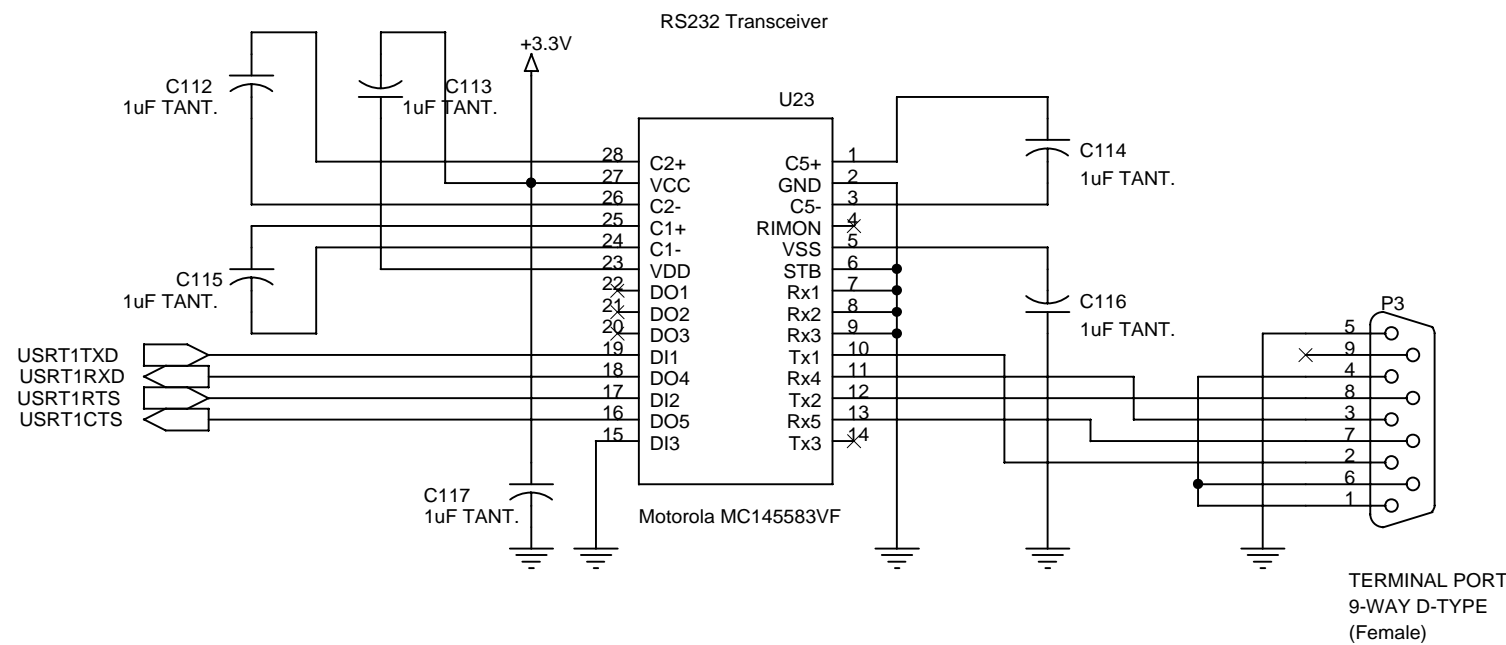 RS232 Transceiver
+3.3V
C112
1uF TANT.
C113
1uF TANT.
U23
C114
1uF TANT.
28 C2+
27 VCC
26 C2-
25 C1+
24 C1-
23 VDD
22 DO1
21 DO2
20 DO3
19 DI1
18 DO4
17 DI2
16 DO5
15 DI3
C5+ 1
GND 2
C5- 3
RIMON 4
VSS 5
STB 6
Rx1 7
Rx2 8
Rx3 9
Tx1 10
Rx4 11
Tx2 12
Rx5 13
Tx3 14
C115
1uF TANT.
C116
1uF TANT.
USRT1TXD
USRT1RXD
USRT1RTS
USRT1CTS
P3
5
9
4
8
3
7
2
6
1
C117
1uF TANT.
Motorola MC145583VF
TERMINAL PORT
9-WAY D-TYPE
(Female)